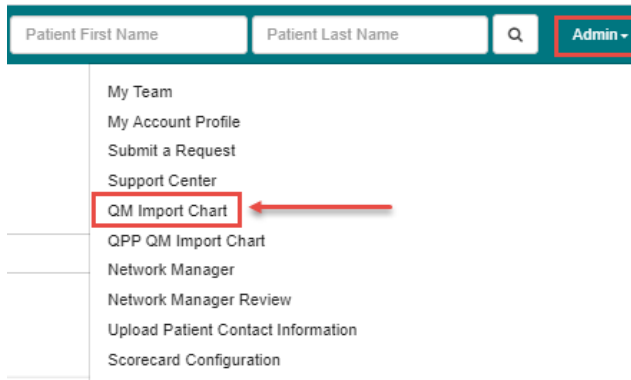 Patient First Name Patient Last Name Admin
My Team
My Account Profile
Submit a Request
Support Center
QM Import Chart
QPP QM Import Chart
Network Manager
Network Manager Review
Upload Patient Contact Information
Scorecard Configuration